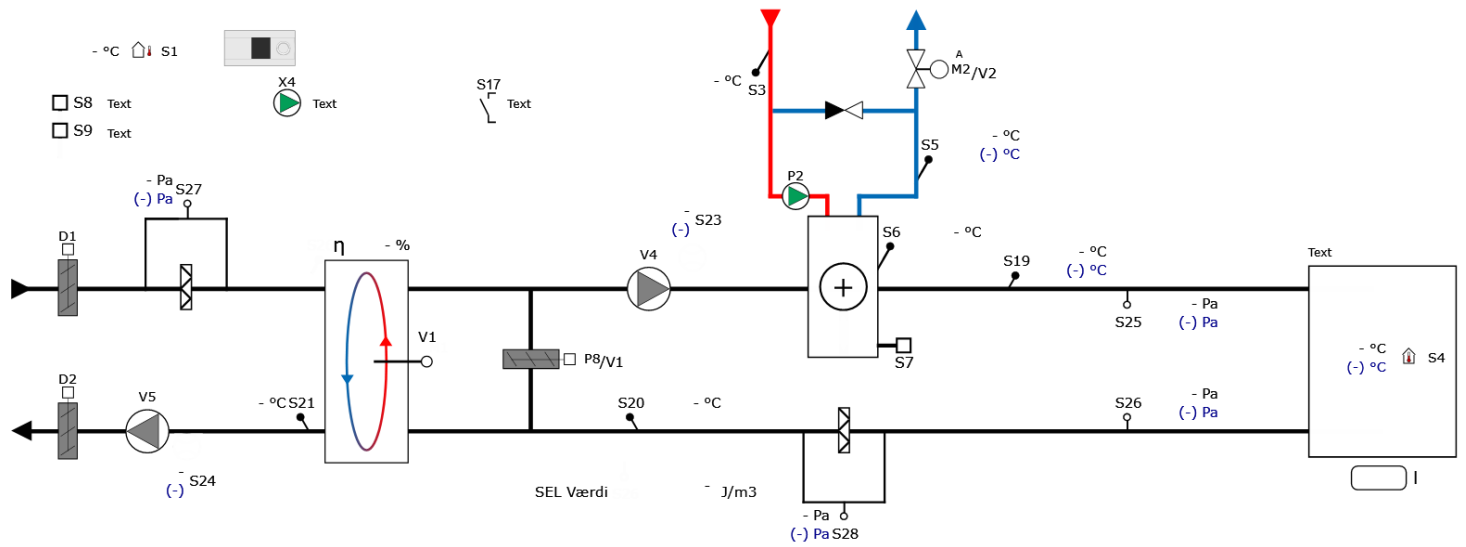 - °C S1
X4
Text
S17
Text
S8 Text
S9 Text
- °C
S3
A
M2/V2
S5
- °C
(-) °C
P2
- Pa
(-) Pa
S27
D1
η - %
-
(-)
S23
V4
S6 - °C
S19
- °C
(-) °C
Text
S25
- Pa
(-) Pa
V1
P8/V1
S7
- °C
(-) °C
S4
D2
V5
- °C S21
S20 - °C
S26
- Pa
(-) Pa
-
(-)
S24
SEL Værdi - J/m3
- Pa
(-) Pa S28
I